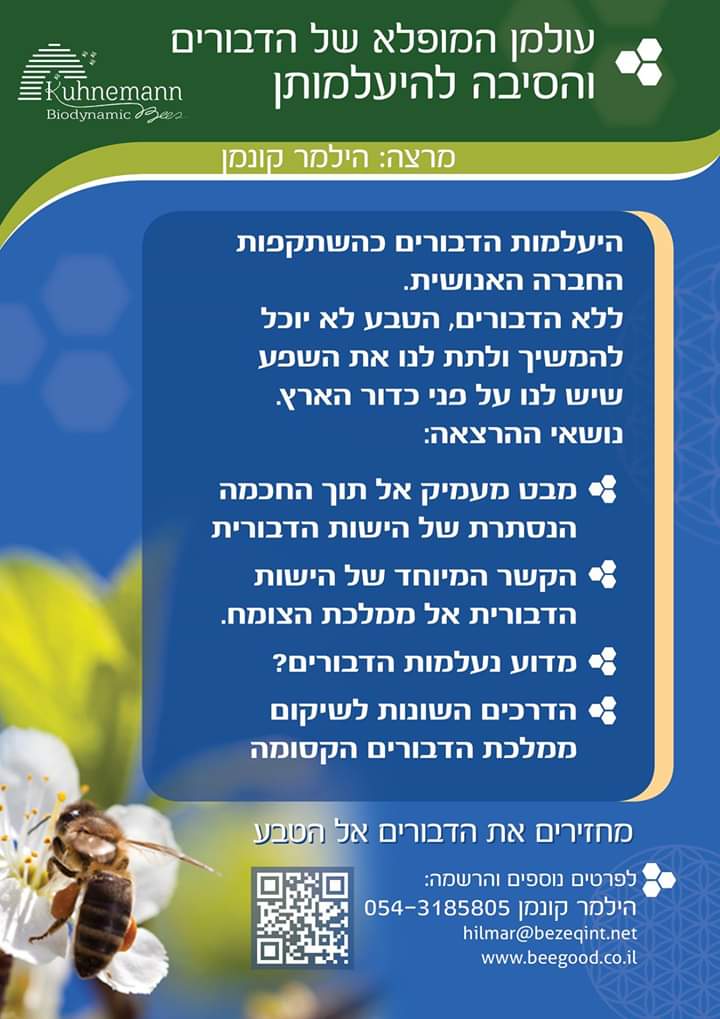 עולמן המופלא של הדבורים
והסיבה להיעלמותן
Kuhnemann
Biodynamic Bees
מרצה: הילמר קונמן
היעלמות הדבורים כהשתקפות
החברה האנושית.
ללא הדבורים, הטבע לא יוכל
להמשיך ולתת לנו את השפע
שיש לנו על פני כדור הארץ.
נושאי ההרצאה:
מבט מעמיק אל תוך החכמה
הנסתרת של הישות הדבורית
הקשר המיוחד של הישות
הדבורית אל ממלכת הצומח.
מדוע נעלמות הדבורים?
הדרכים השונות לשיקום
ממלכת הדבורים הקסומה
מחזירים את הדבורים אל הטבע
לפרטים נוספים והרשמה:
הילמר קונמן 054-3185805
hilmar@bezeqint.net
www.beegood.co.il